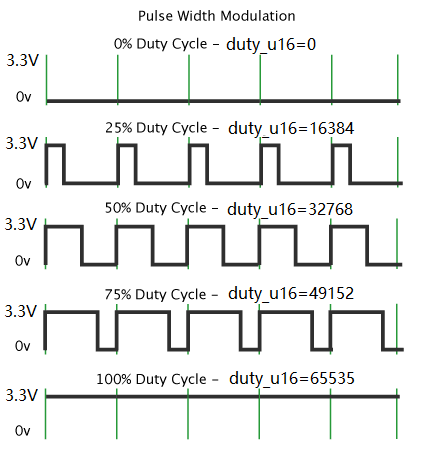 Pulse Width Modulation
0% Duty Cycle – duty_u16=0
3.3V
0v
25% Duty Cycle – duty_u16=16384
3.3V
0v
50% Duty Cycle – duty_u16=32768
3.3V
0v
75% Duty Cycle – duty_u16=49152
3.3V
0v
100% Duty Cycle – duty_u16=65535
3.3V
0v